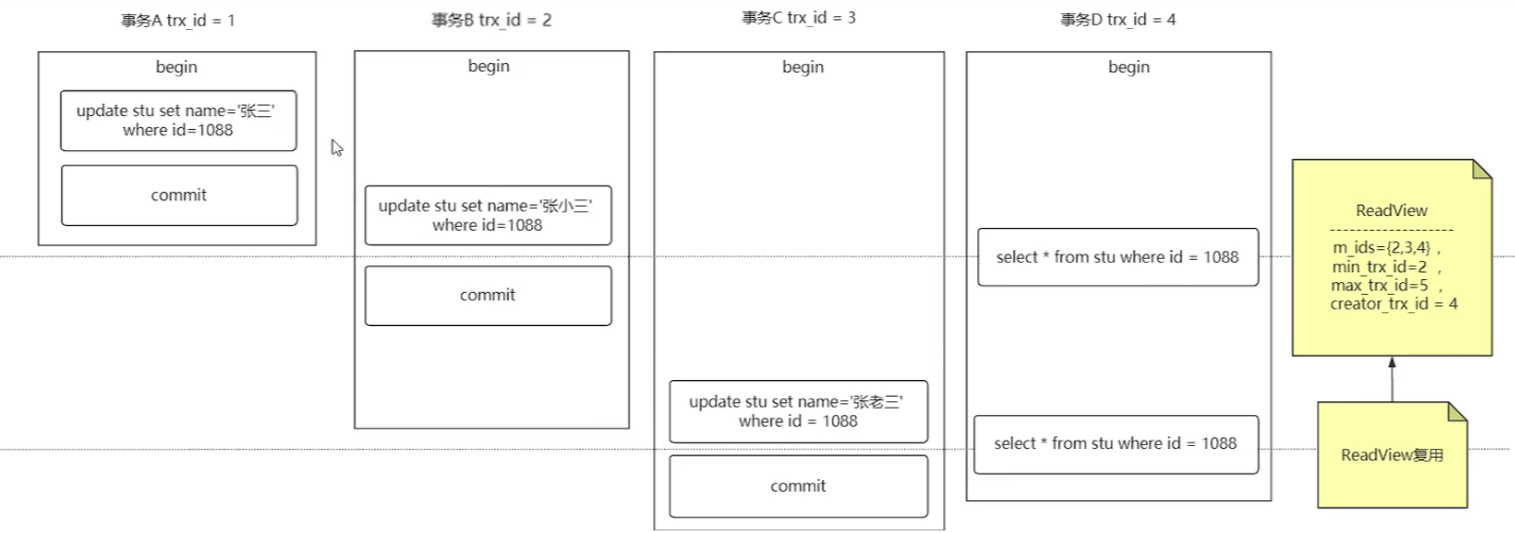 事务A trx_id = 1
事务B trx_id = 2
事务C trx_id = 3
事务D trx_id = 4
begin
update stu set name='张三'
where id=1088
commit
begin
update stu set name='张小三'
where id=1088
commit
begin
update stu set name='张老三'
where id = 1088
commit
begin
select * from stu where id = 1088
select * from stu where id = 1088
ReadView
-------------------
m_ids={2,3,4} ,
min_trx_id=2 ,
max_trx_id=5 ,
creator_trx_id = 4
ReadView复用